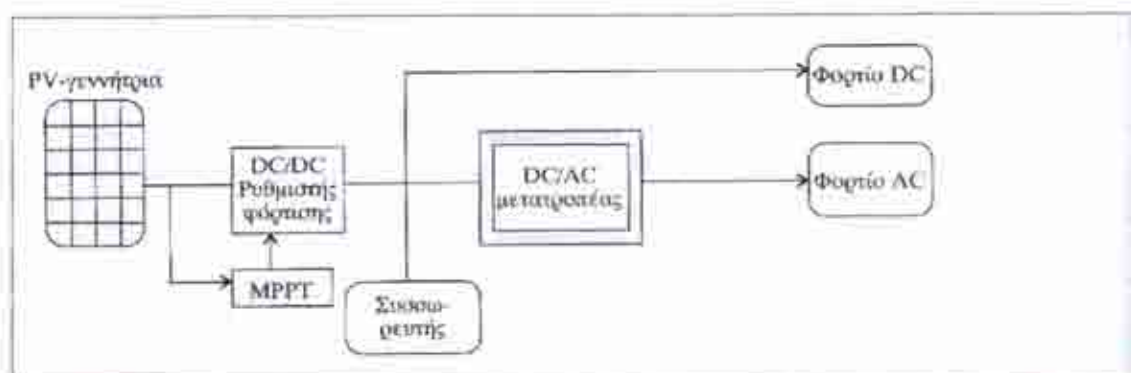 PV-γεννήτρια
DC/DC
Ρυθμιστής
φόρτισης
MPPT
Συσσω-
ρευτής
DC/AC
μετατροπέας
Φορτίο DC
Φορτίο AC